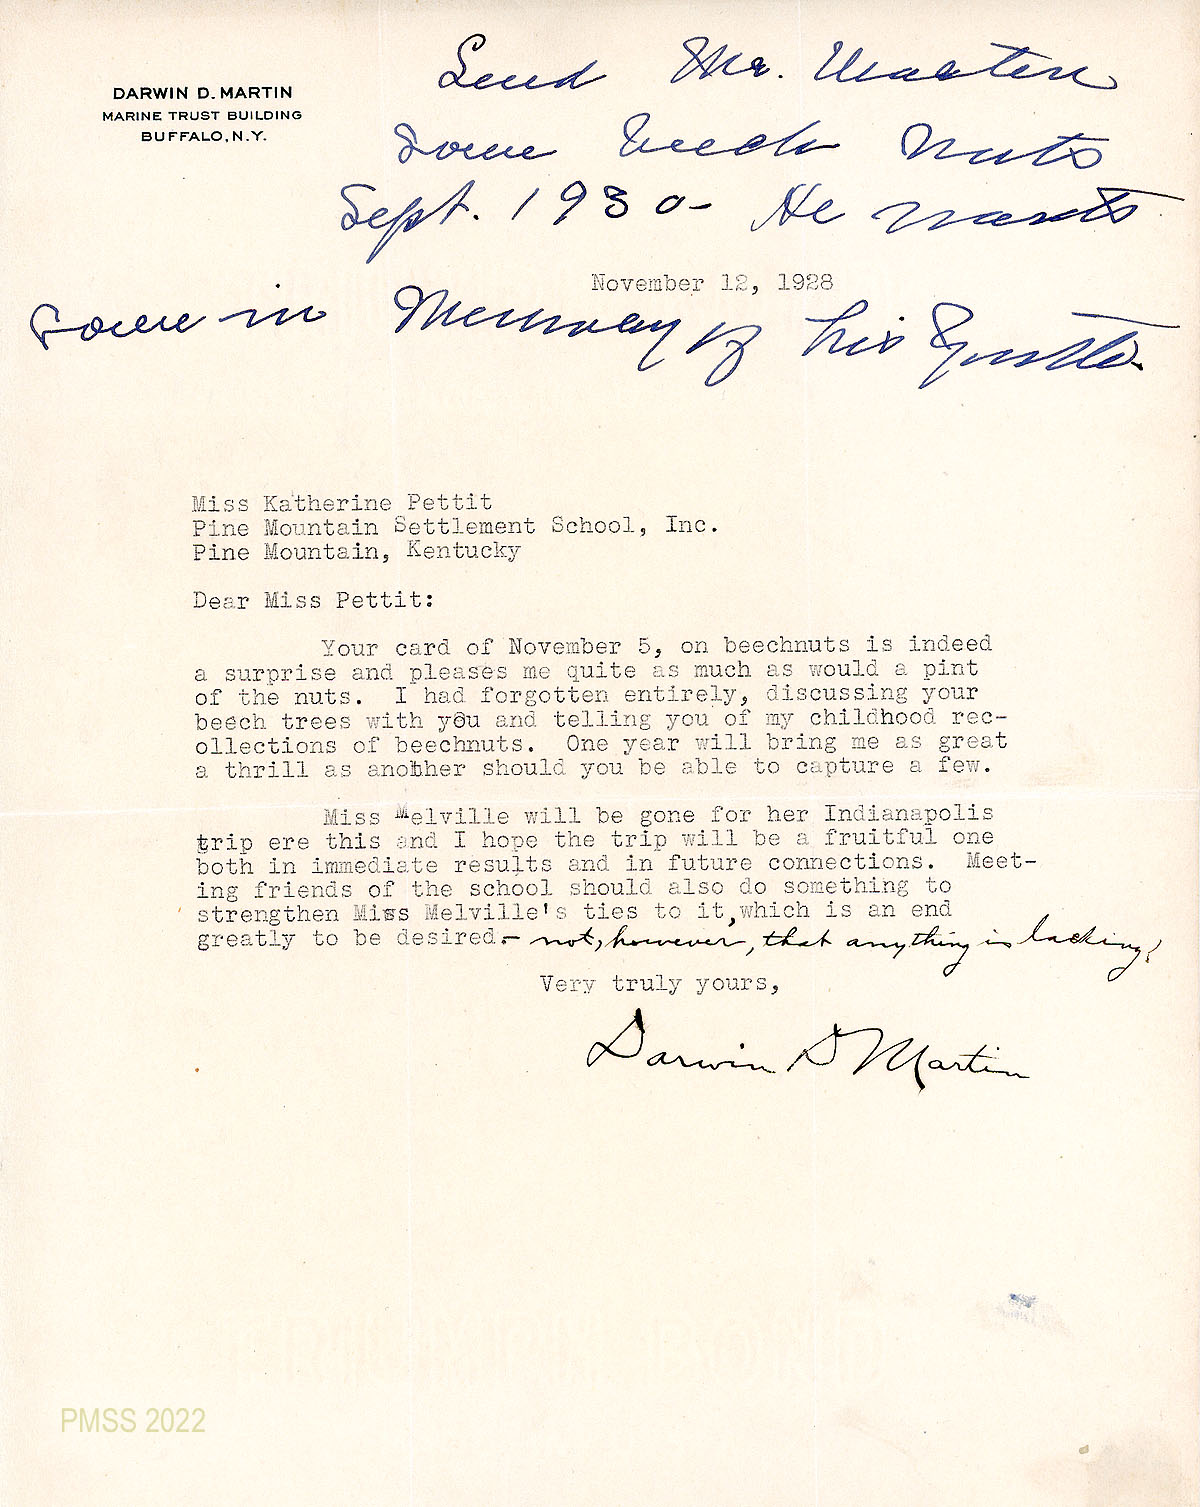 DARWIN D. MARTIN
MARINE TRUST BUILDING
BUFFALO, N.Y.
Send Mr. Martin
some beech nuts
Sept. 1930 - He wants
November 12, 1928
some in memory of his youth.
Miss Katherine Pettit
Pine Mountain Settlement School, Inc.
Pine Mountain, Kentucky
Dear Miss Pettit:
Your card of November 5, on beechnuts is indeed
a surprise and pleases me quite as much as would a pint
of the nuts. I had forgotten entirely, discussing your
beech trees with you and telling you of my childhood rec-
ollections of beechnuts. One year will bring me as great
a thrill as another should you be able to capture a few.
Miss Melville will be gone for her Indianapolis
trip ere this and I hope the trip will be a fruitful one
both in immediate results and in future connections. Meet-
ing friends of the school should also do something to
strengthen Miss Melville's ties to it, which is an end
greatly to be desired - not, however, that anything is lacking!
Very truly yours,
Darwin D Martin
PMSS 2022